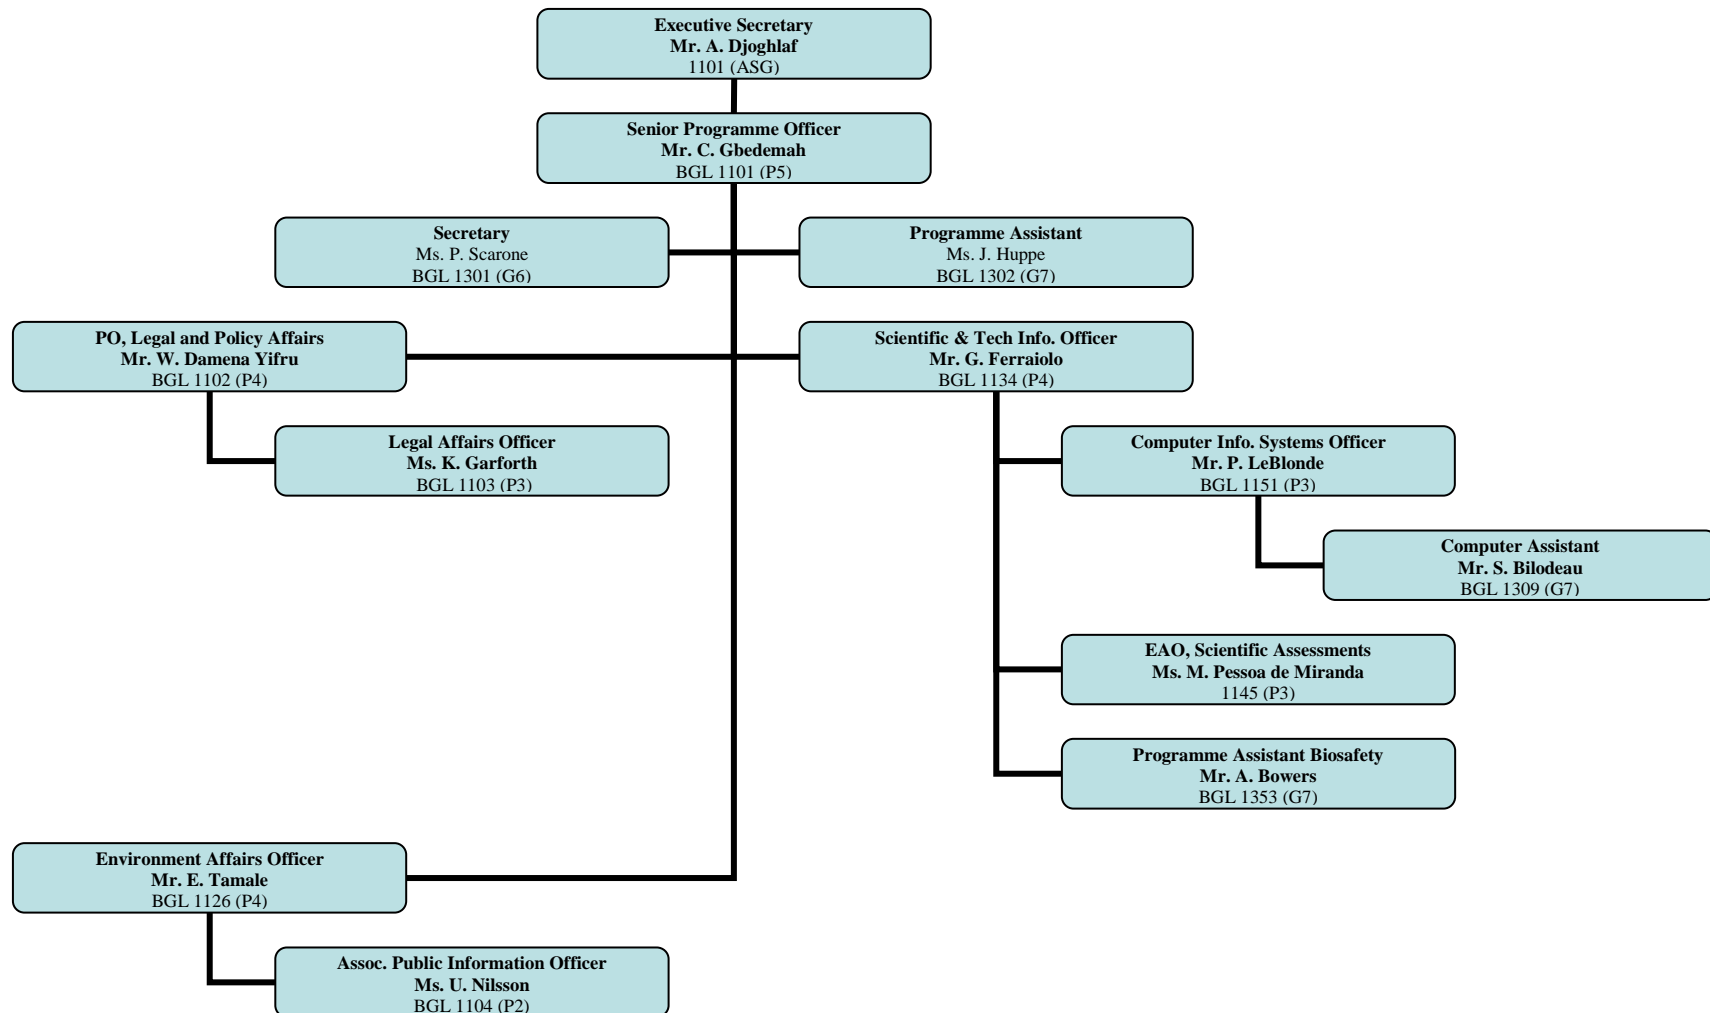 Executive Secretary
Mr. A. Djoghlaf
1101 (ASG)
Senior Programme Officer
Mr. C. Gbedemah
BGL 1101 (P5)
Secretary
Ms. P. Scarone
BGL 1301 (G6)
Programme Assistant
Ms. J. Huppe
BGL 1302 (G7)
PO, Legal and Policy Affairs
Mr. W. Damena Yifru
BGL 1102 (P4)
Scientific & Tech Info. Officer
Mr. G. Ferraiolo
BGL 1134 (P4)
Legal Affairs Officer
Ms. K. Garforth
BGL 1103 (P3)
Computer Info. Systems Officer
Mr. P. LeBlonde
BGL 1151 (P3)
Computer Assistant
Mr. S. Bilodeau
BGL 1309 (G7)
EAO, Scientific Assessments
Ms. M. Pessoa de Miranda
1145 (P3)
Programme Assistant Biosafety
Mr. A. Bowers
BGL 1353 (G7)
Environment Affairs Officer
Mr. E. Tamale
BGL 1126 (P4)
Assoc. Public Information Officer
Ms. U. Nilsson
BGL 1104 (P2)